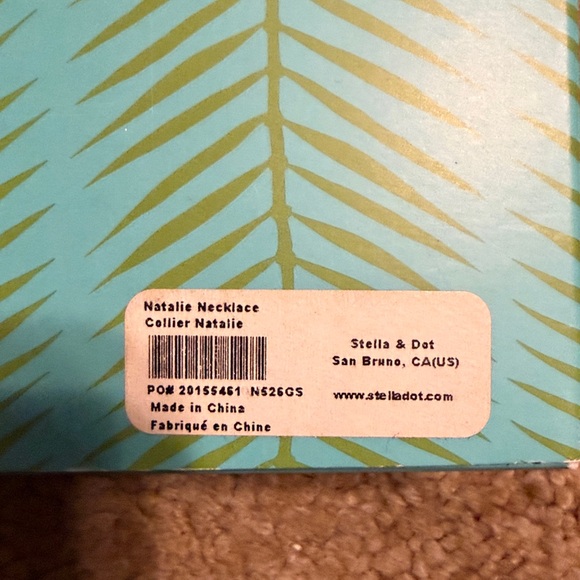 Natalie Necklace
Collier Natalie
PO# 20155461 N526GS
Made in China
Fabriqué en Chine
Stella & Dot
San Bruno, CA(US)
www.stelladot.com